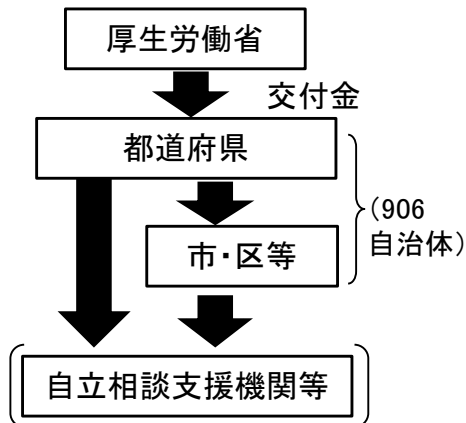 厚生労働省
交付金
都道府県
(906
自治体)
市・区等
自立相談支援機関等